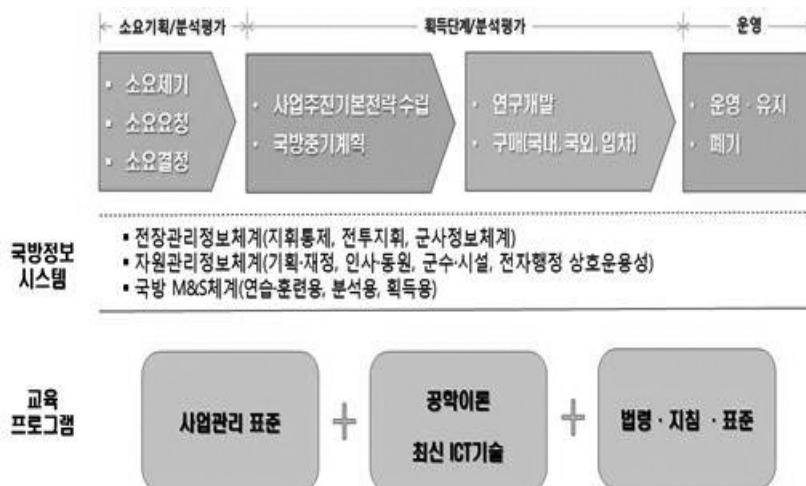 소요기획/분석평가 획득단계/분석평가 운영
• 소요제기
• 소요요청
• 소요결정
• 사업추진기본전략 수립
• 국방중기계획
• 연구개발
• 구매(국내, 국외, 임차)
• 운영·유지
• 폐기
국방정보
시스템
▪ 전장관리정보체계(지휘통제, 전투지휘, 군사정보체계)
▪ 자원관리정보체계(기획·재정, 인사·동원, 군수·시설, 전자행정 상호운용성)
▪ 국방 M&S체계(연습·훈련용, 분석용, 획득용)
교육
프로그램
사업관리 표준
+
공학이론
최신 ICT기술
+
법령·지침·표준